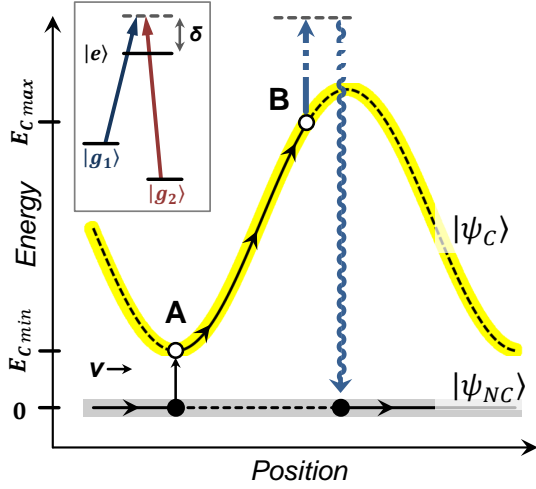 δ
|e⟩
|g₁⟩
|g₂⟩
B
E_C max
Energy
|ψ_C⟩
A
E_C min
v→
|ψ_NC⟩
0
Position